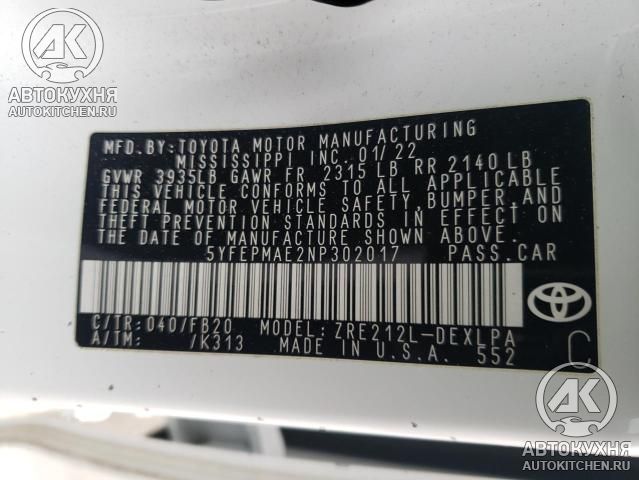 AK
АВТОКУХНЯ
AUTOKITCHEN.RU
MFD.BY:TOYOTA MOTOR MANUFACTURING
MISSISSIPPI INC. 01/22
GVWR 3935LB GAWR FR 2315 LB RR 2140LB
THIS VEHICLE CONFORMS TO ALL APPLICABLE
FEDERAL MOTOR VEHICLE SAFETY, BUMPER, AND
THEFT PREVENTION STANDARDS IN EFFECT ON
THE DATE OF MANUFACTURE SHOWN ABOVE.
5YFEPMAE2NP302017 PASS.CAR
C/TR:040/FB20 MODEL:ZRE212L-DEXLPA
A/TM: /K313 MADE IN U.S.A. 552
C
AK
АВТОКУХНЯ
AUTOKITCHEN.RU